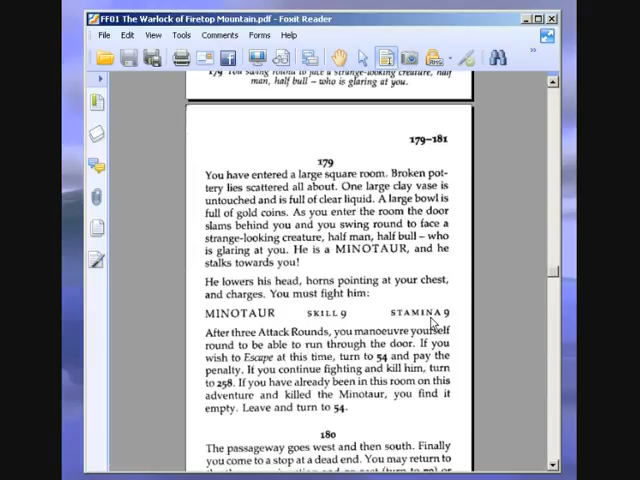 FF01 The Warlock of Firetop Mountain.pdf - Foxit Reader
File Edit View Tools Comments Forms Help
179 You swing round to face a strange-looking creature, half
man, half bull – who is glaring at you.
179–181
179
You have entered a large square room. Broken pot-
tery lies scattered all about. One large clay vase is
untouched and is full of clear liquid. A large bowl is
full of gold coins. As you enter the room the door
slams behind you and you swing round to face a
strange-looking creature, half man, half bull – who
is glaring at you. He is a MINOTAUR, and he
stalks towards you!
He lowers his head, horns pointing at your chest,
and charges. You must fight him:
MINOTAUR SKILL 9 STAMINA 9
After three Attack Rounds, you manoeuvre yourself
round to be able to run through the door. If you
wish to Escape at this time, turn to 54 and pay the
penalty. If you continue fighting and kill him, turn
to 258. If you have already been in this room on this
adventure and killed the Minotaur, you find it
empty. Leave and turn to 54.
180
The passageway goes west and then south. Finally
you come to a stop at a dead end. You may return to